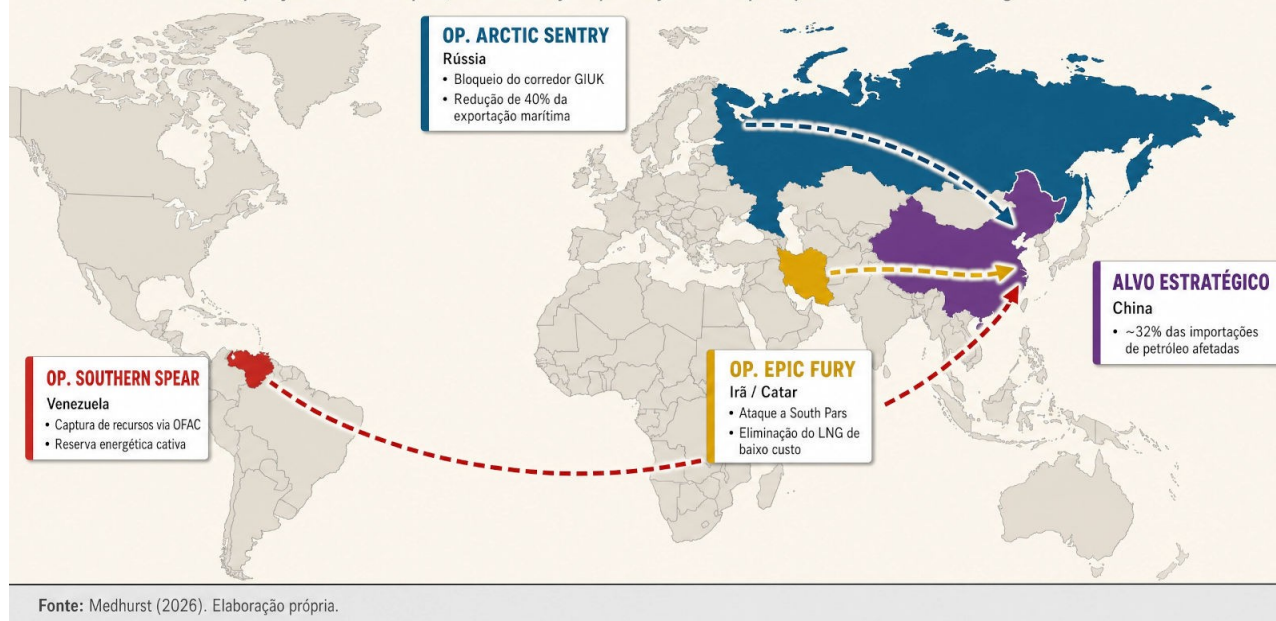 OP. ARCTIC SENTRY
Rússia
• Bloqueio do corredor GIUK
• Redução de 40% da
exportação marítima
ALVO ESTRATÉGICO
China
• ~32% das importações
de petróleo afetadas
OP. SOUTHERN SPEAR
Venezuela
• Captura de recursos via OFAC
• Reserva energética cativa
OP. EPIC FURY
Irã / Catar
• Ataque a South Pars
• Eliminação do LNG de
baixo custo
Fonte: Medhurst (2026). Elaboração própria.